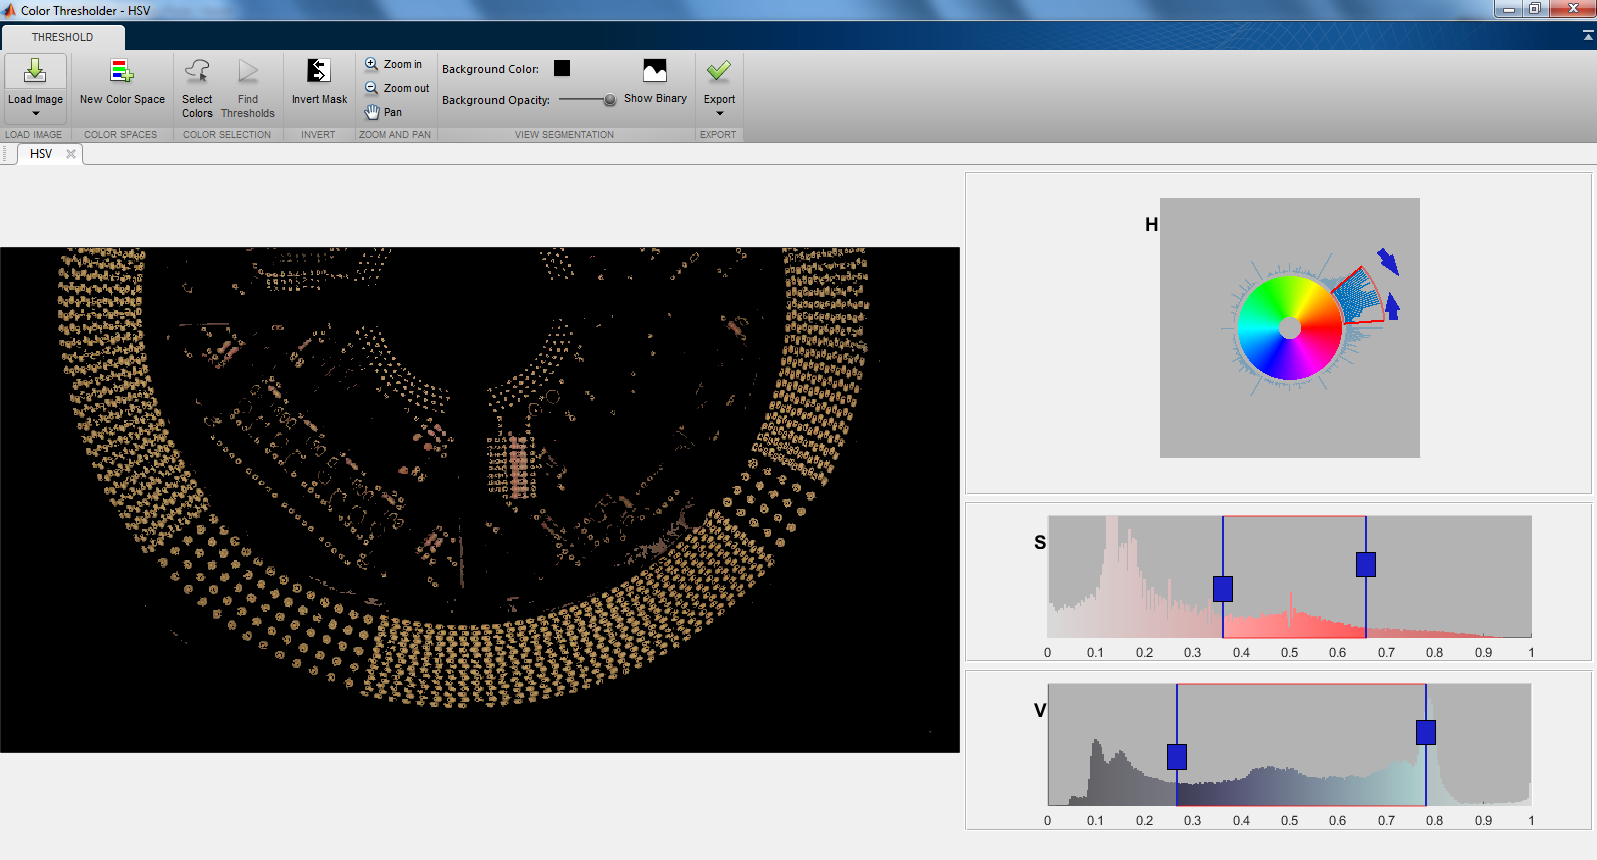 Color Thresholder - HSV
THRESHOLD
Load Image
New Color Space
Select Colors
Find Thresholds
Invert Mask
Zoom in
Zoom out
Pan
Background Color:
Background Opacity:
Show Binary
Export
LOAD IMAGE
COLOR SPACES
COLOR SELECTION
INVERT
ZOOM AND PAN
VIEW SEGMENTATION
EXPORT
HSV
H
S
0 0.1 0.2 0.3 0.4 0.5 0.6 0.7 0.8 0.9 1
V
0 0.1 0.2 0.3 0.4 0.5 0.6 0.7 0.8 0.9 1